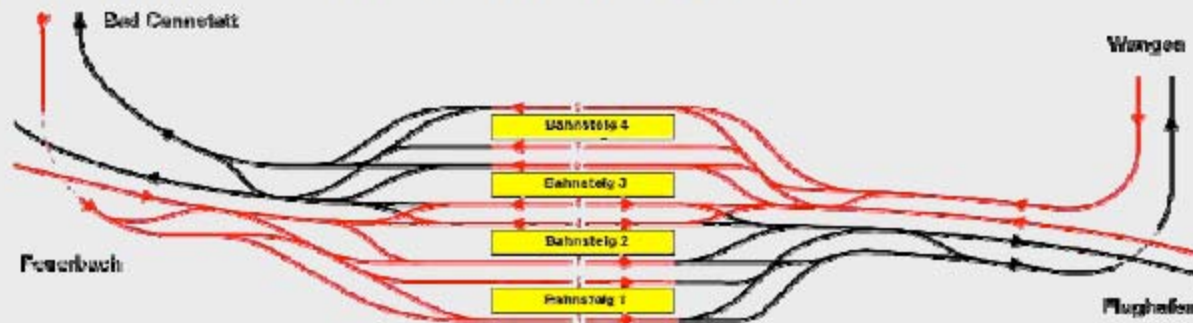 Bad Cannstatt
Wangen
Bahnsteig 4
Bahnsteig 3
Bahnsteig 2
Feuerbach
Bahnsteig 1
Flughafen